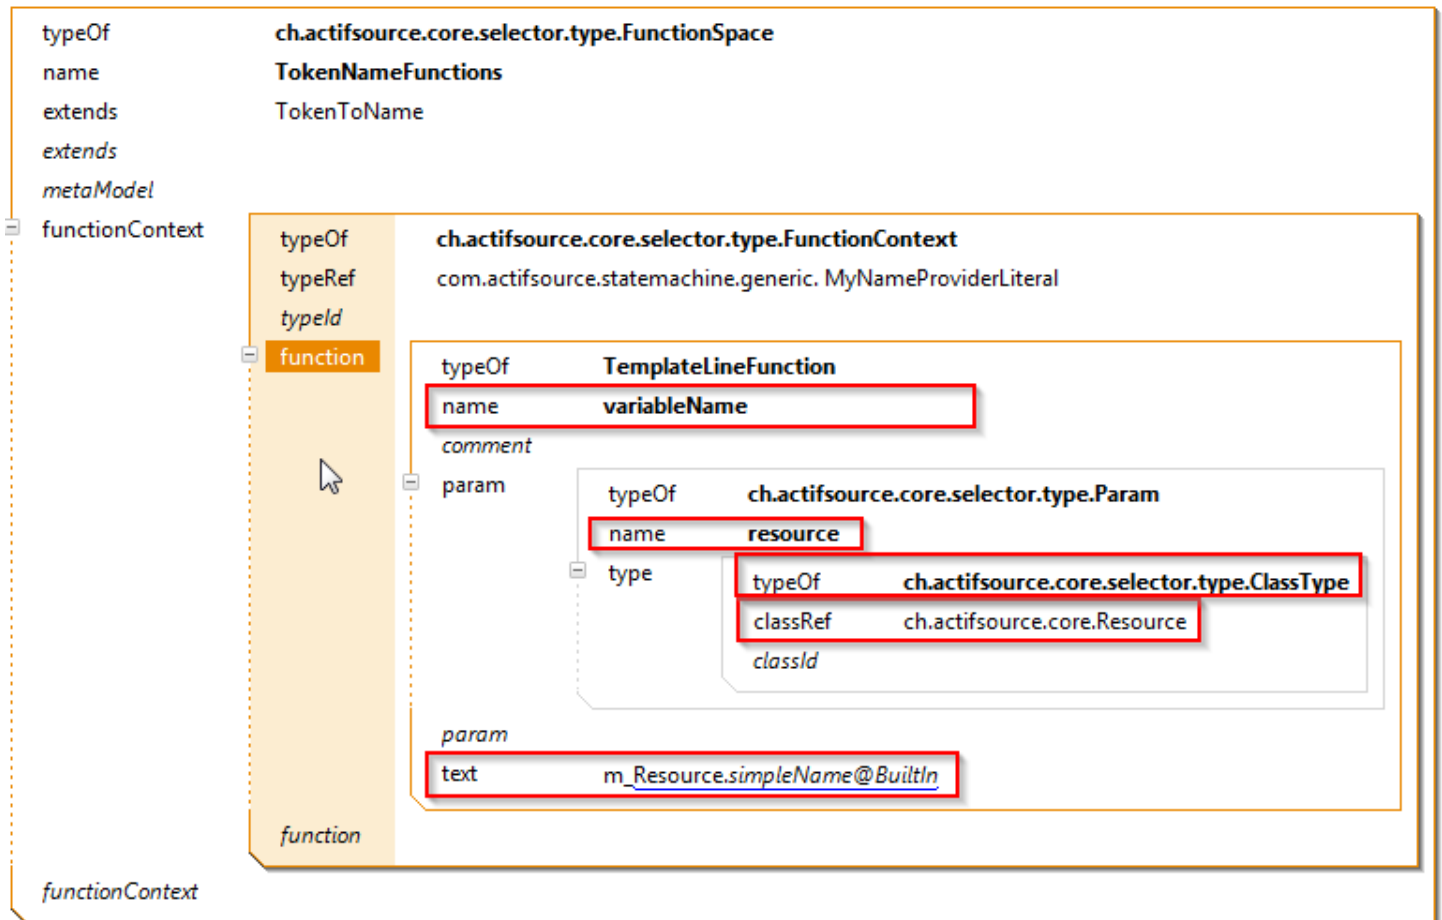 typeOf ch.actifsource.core.selector.type.FunctionSpace
name TokenNameFunctions
extends TokenToName
extends
metaModel
functionContext
typeOf ch.actifsource.core.selector.type.FunctionContext
typeRef com.actifsource.statemachine.generic. MyNameProviderLiteral
typeId
function
typeOf TemplateLineFunction
name variableName
comment
param
typeOf ch.actifsource.core.selector.type.Param
name resource
type
typeOf ch.actifsource.core.selector.type.ClassType
classRef ch.actifsource.core.Resource
classId
param
text m_Resource.simpleName@BuiltIn
function
functionContext